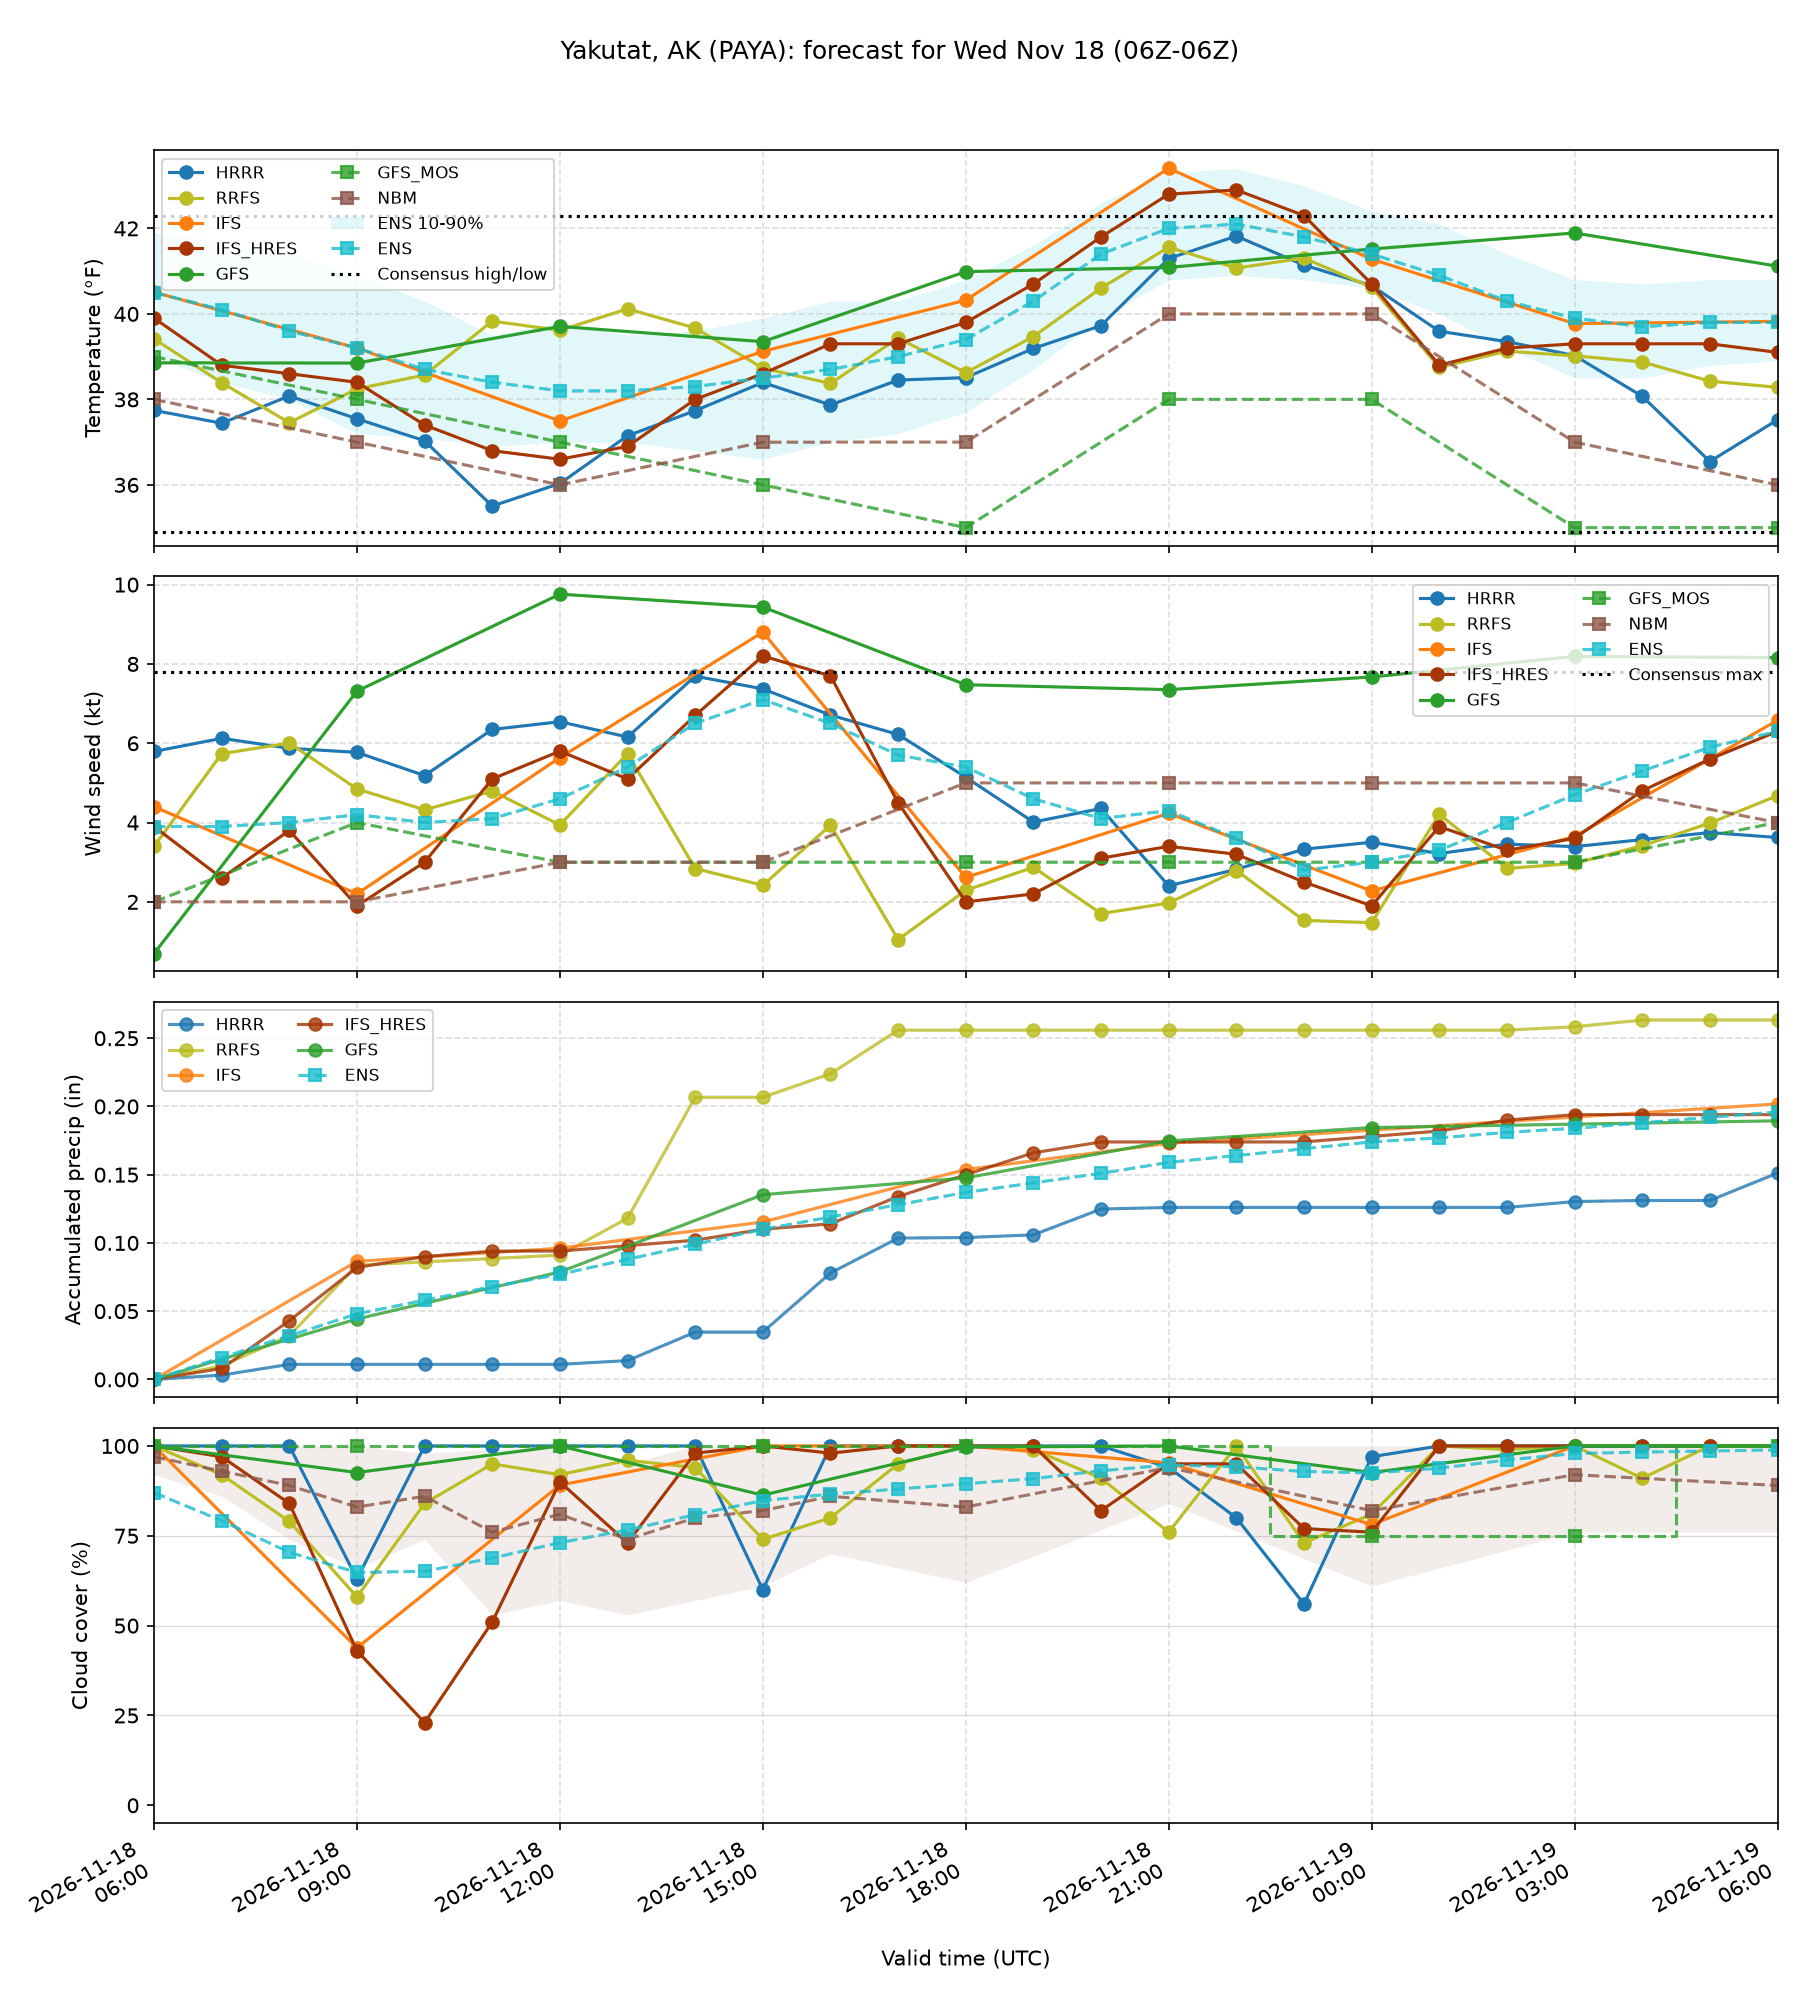 Yakutat, AK (PAYA): forecast for Wed Nov 18 (06Z-06Z)
Temperature (°F)
42
40
38
36
HRRR
RRFS
IFS
IFS_HRES
GFS
GFS_MOS
NBM
ENS 10-90%
ENS
Consensus high/low
Wind speed (kt)
10
8
6
4
2
HRRR
RRFS
IFS
IFS_HRES
GFS
GFS_MOS
NBM
ENS
Consensus max
Accumulated precip (in)
0.25
0.20
0.15
0.10
0.05
0.00
HRRR
RRFS
IFS
IFS_HRES
GFS
ENS
Cloud cover (%)
100
75
50
25
0
2026-11-18
06:00
2026-11-18
09:00
2026-11-18
12:00
2026-11-18
15:00
2026-11-18
18:00
2026-11-18
21:00
2026-11-19
00:00
2026-11-19
03:00
2026-11-19
06:00
Valid time (UTC)